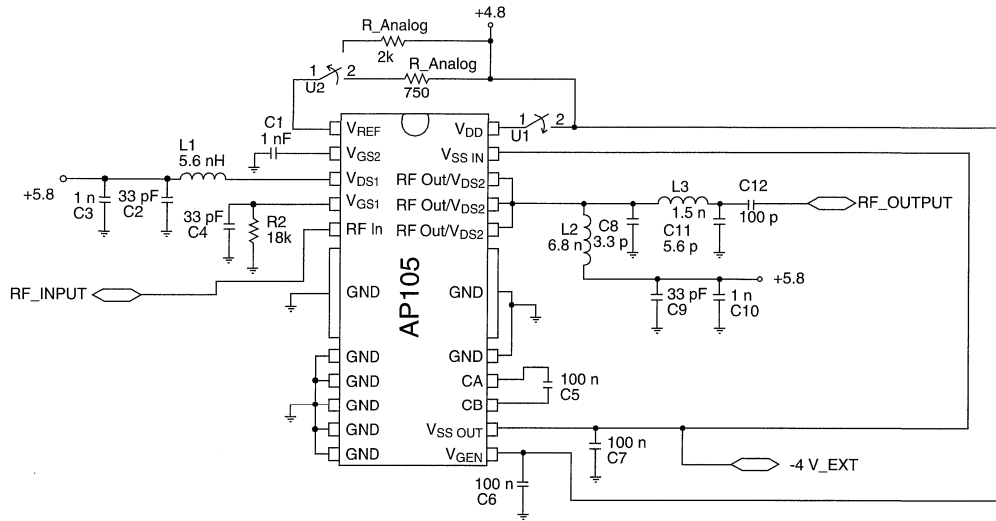 +4.8
R_Analog
2k
R_Analog
1 2
U2
750
1 2
U1
C1
1 nF
VREF
VDD
L1
5.6 nH
VGS2
VSS IN
+5.8
1 n
C3
33 pF
C2
VDS1
RF Out/VDS2
L3
1.5 n
C12
100 p
RF_OUTPUT
33 pF
C4
R2
18k
VGS1
RF Out/VDS2
RF In
RF Out/VDS2
L2
6.8 n
C8
3.3 p
C11
5.6 p
RF_INPUT
GND
AP105
GND
+5.8
33 pF
C9
1 n
C10
GND
GND
GND
CA
100 n
C5
GND
CB
GND
VSS OUT
100 n
C7
GND
VGEN
-4 V_EXT
100 n
C6